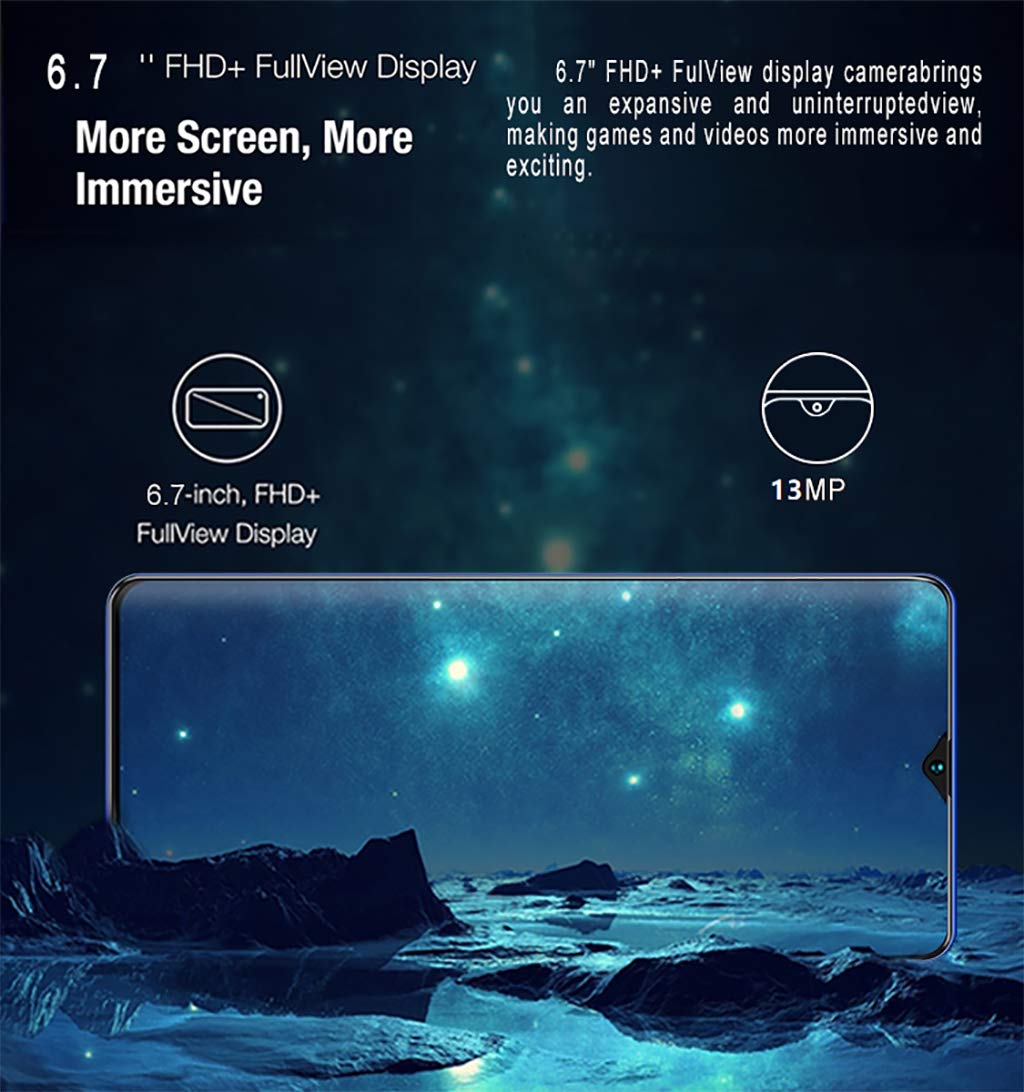 6.7 '' FHD+ FullView Display
More Screen, More
Immersive
6.7" FHD+ FulView display camerabrings
you an expansive and uninterruptedview,
making games and videos more immersive and
exciting.
6.7-inch, FHD+
FullView Display
13MP